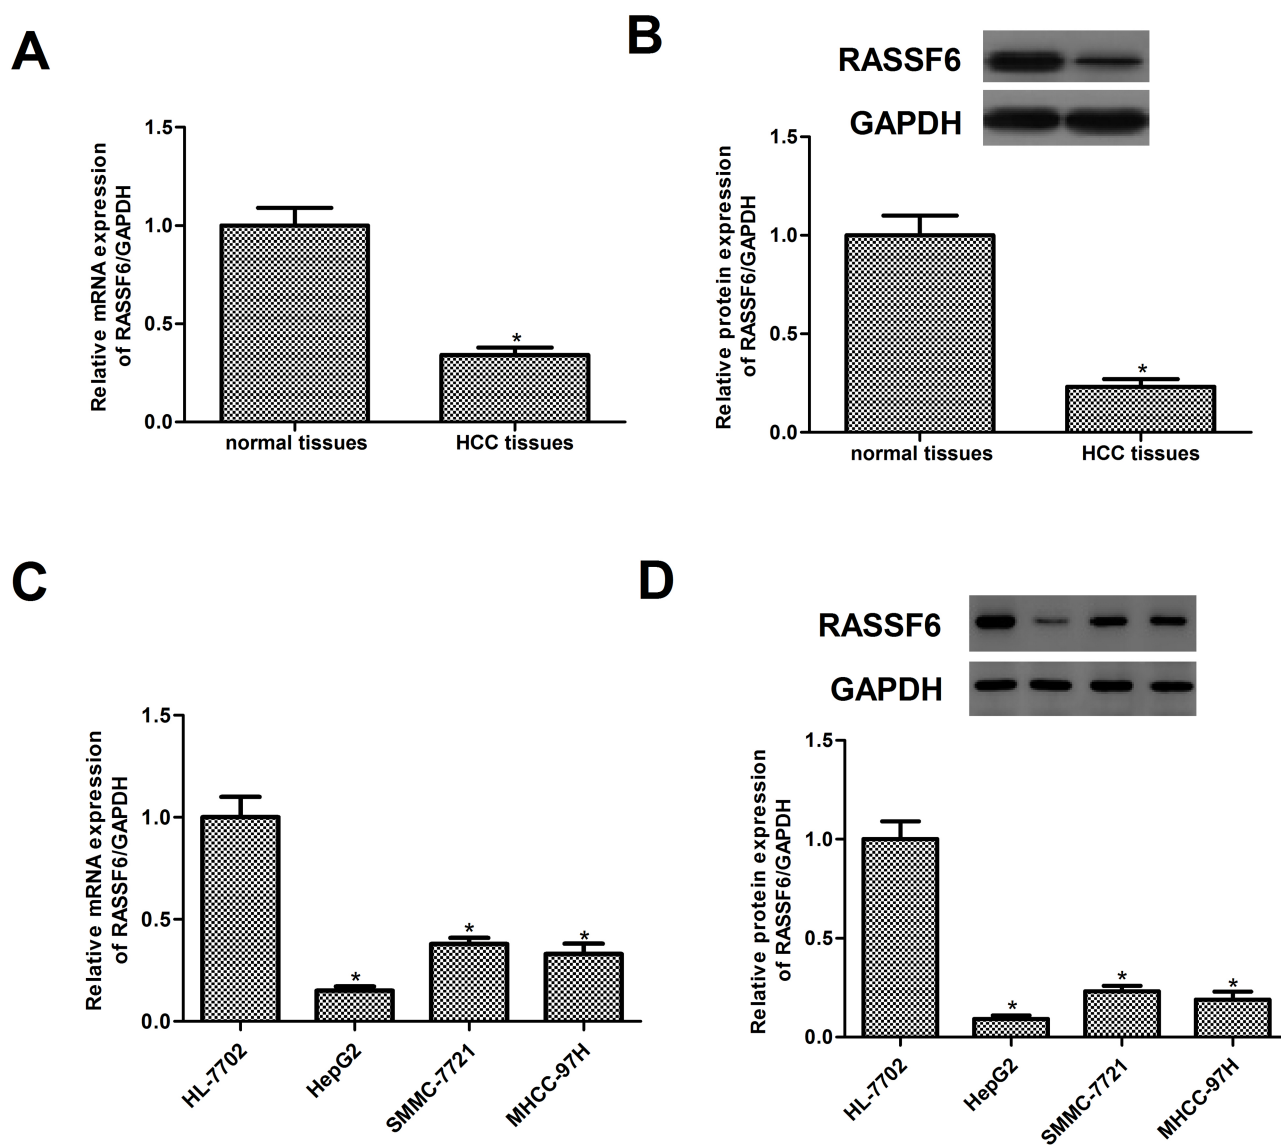 A
Relative mRNA expression
of RASSF6/GAPDH
1.5
1.0
0.5
0.0
*
normal tissues
HCC tissues
B
RASSF6
GAPDH
Relative protein expression
of RASSF6/GAPDH
1.5
1.0
0.5
0.0
*
normal tissues
HCC tissues
C
Relative mRNA expression
of RASSF6/GAPDH
1.5
1.0
0.5
0.0
*
*
*
HL-7702
HepG2
SMMC-7721
MHCC-97H
D
RASSF6
GAPDH
Relative protein expression
of RASSF6/GAPDH
1.5
1.0
0.5
0.0
*
*
*
HL-7702
HepG2
SMMC-7721
MHCC-97H